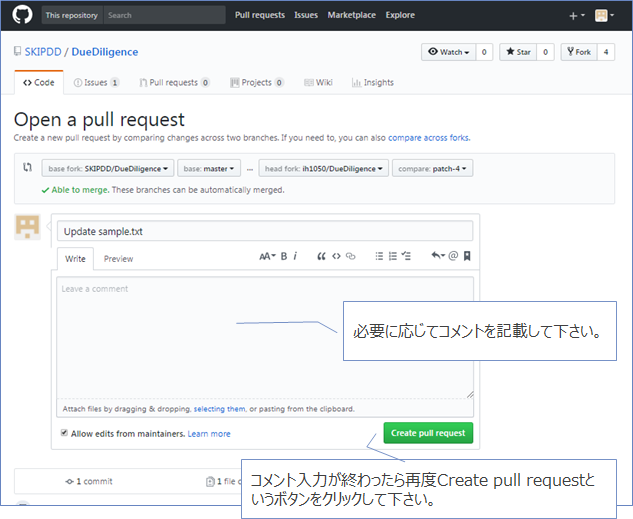 This repository Search Pull requests Issues Marketplace Explore
SKIPDD / DueDiligence Watch 0 Star 0 Fork 4
Code Issues 1 Pull requests 0 Projects 0 Wiki Insights
Open a pull request
Create a new pull request by comparing changes across two branches. If you need to, you can also compare across forks.
base fork: SKIPDD/DueDiligence base: master ... head fork: ih1050/DueDiligence compare: patch-4
Able to merge. These branches can be automatically merged.
Update sample.txt
Write Preview AA B i
Leave a comment
必要に応じてコメントを記載して下さい。
Attach files by dragging & dropping, selecting them, or pasting from the clipboard.
Allow edits from maintainers. Learn more Create pull request
コメント入力が終わったら再度Create pull requestと
いうボタンをクリックして下さい。
1 commit 1 file c